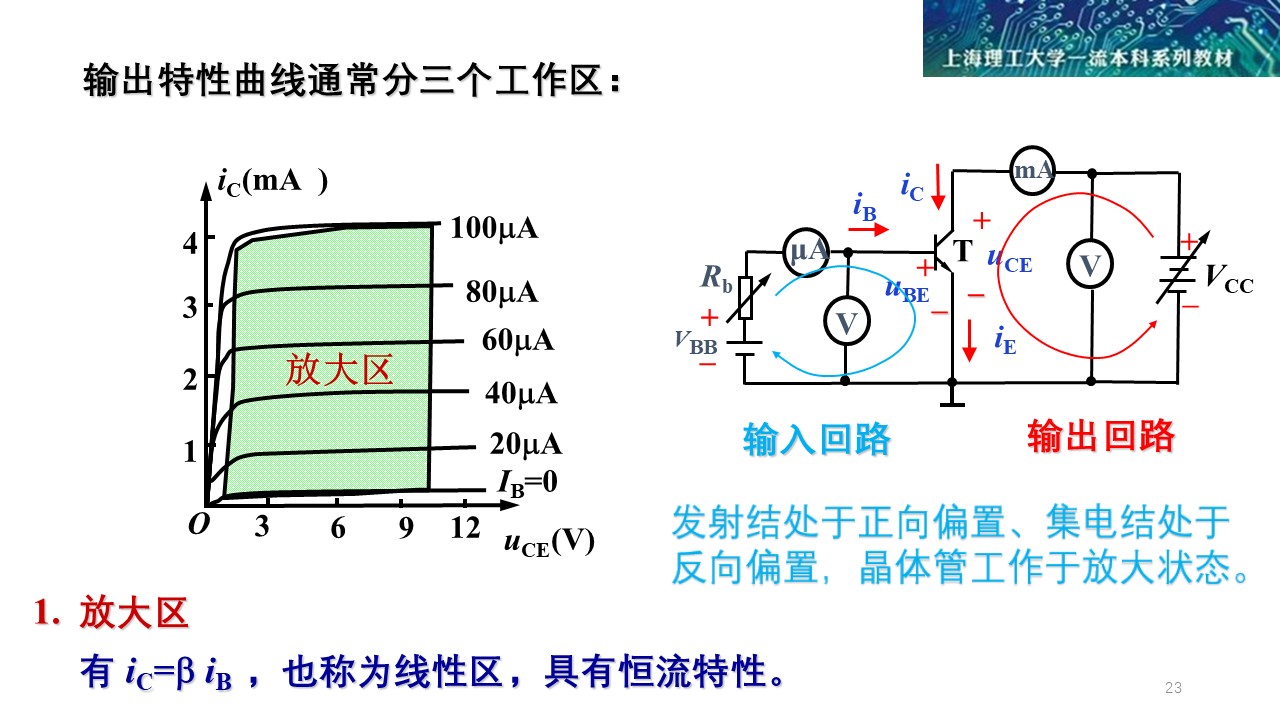 上海理工大学一流本科系列教材
输出特性曲线通常分三个工作区：
iC(mA )
4
3
2
1
O
3
6
9
12
uCE(V)
100μA
80μA
60μA
40μA
20μA
IB=0
放大区
iB
iC
mA
μA
Rb
+
VBB
−
V
+
uBE
−
T
+
uCE
−
iE
V
+
VCC
−
输入回路
输出回路
发射结处于正向偏置、集电结处于
反向偏置，晶体管工作于放大状态。
1. 放大区
有 iC=β iB ，也称为线性区，具有恒流特性。
23